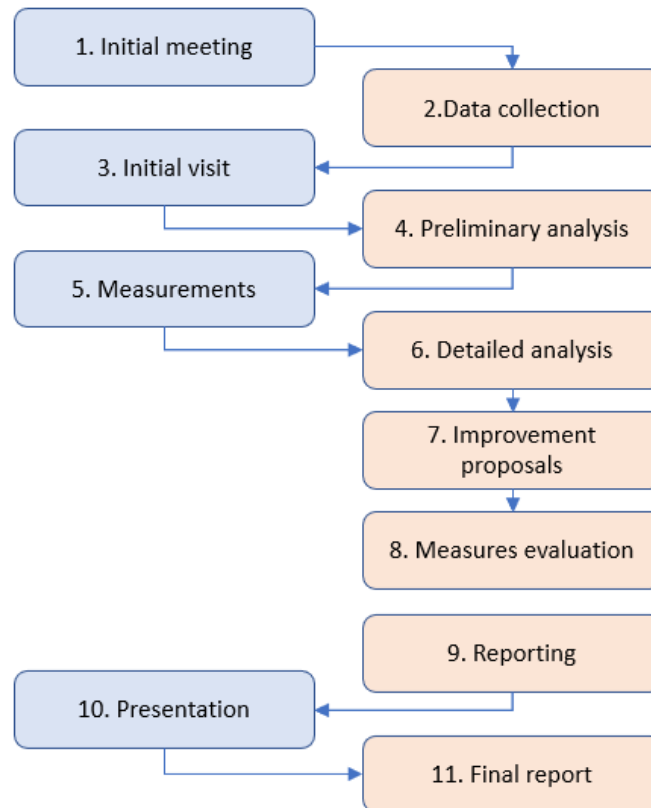 1. Initial meeting
2.Data collection
3. Initial visit
4. Preliminary analysis
5. Measurements
6. Detailed analysis
7. Improvement
proposals
8. Measures evaluation
9. Reporting
10. Presentation
11. Final report